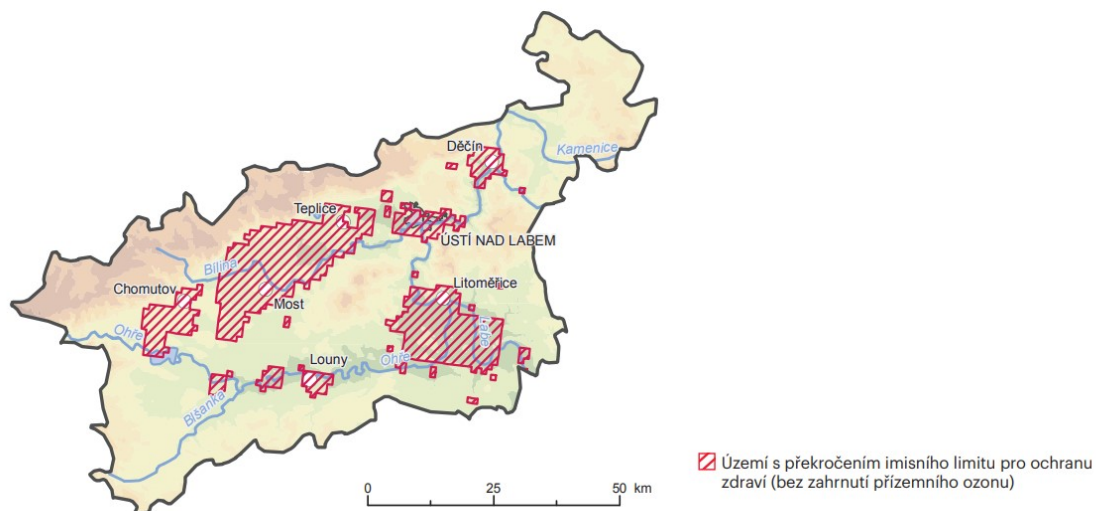 Děčín
Kamenice
Teplice
ÚSTÍ NAD LABEM
Bílina
Chomutov
Most
Litoměřice
Labe
Ohře
Ohře
Louny
Blšanka
0 25 50 km
Území s překročením imisního limitu pro ochranu
zdraví (bez zahrnutí přízemního ozonu)